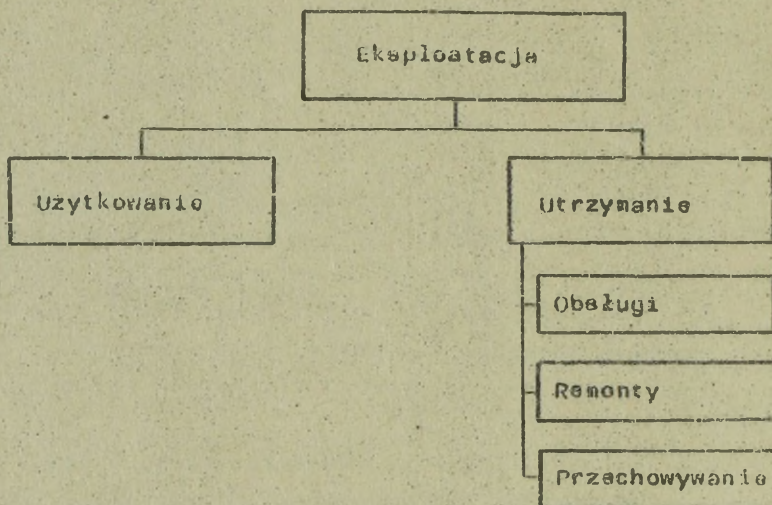 Eksploatacja
Użytkowanie
Utrzymanie
Obsługi
Remonty
Przechowywanie